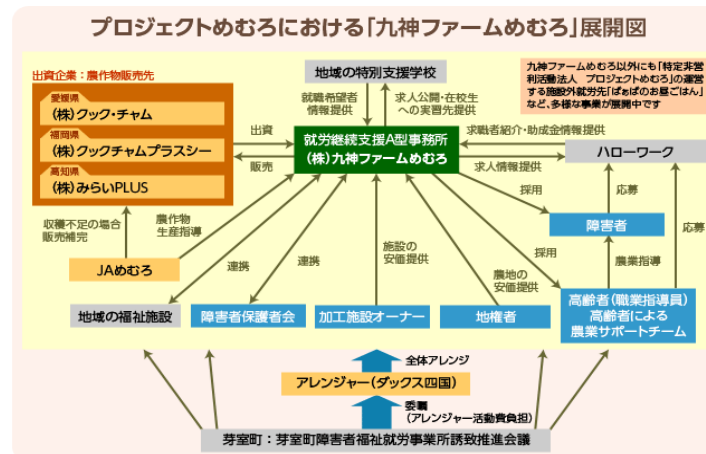 プロジェクトめむろにおける「九神ファームめむろ」展開図
出資企業：農作物販売先
愛媛県
(株)クック・チャム
福岡県
(株)クックチャムプラスシー
高知県
(株)みらいPLUS
地域の特別支援学校
九神ファームめむろ以外にも「特定非営
利活動法人　プロジェクトめむろ」の運営
する施設外就労先「ばぁばのお昼ごはん」
など、多様な事業が展開中です
就職希望者
情報提供
求人公開・在校生
への実習先提供
出資
販売
就労継続支援A型事務所
(株)九神ファームめむろ
求職者紹介・助成金情報提供
求人情報提供
ハローワーク
採用
応募
障害者
応募
収穫不足の場合
販売補完
農作物
生産指導
JAめむろ
連携
連携
施設の
安価提供
農地の
安価提供
採用
農業指導
地域の福祉施設
障害者保護者会
加工施設オーナー
地権者
高齢者(職業指導員)
高齢者による
農業サポートチーム
全体アレンジ
アレンジャー(ダックス四国)
委嘱
(アレンジャー活動費負担)
芽室町：芽室町障害者福祉就労事業所誘致推進会議